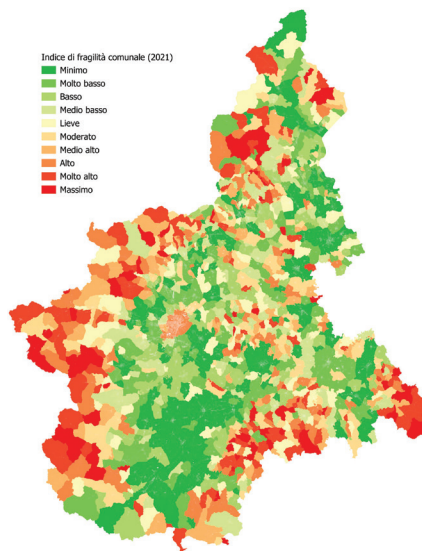 Indice di fragilità comunale (2021)
Minimo
Molto basso
Basso
Medio basso
Lieve
Moderato
Medio alto
Alto
Molto alto
Massimo